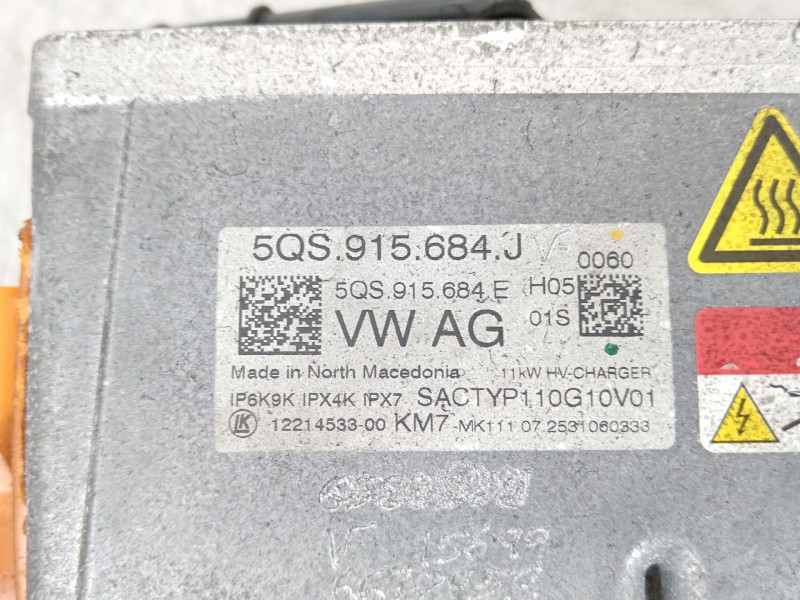 5QS.915.684.J
0060
5QS.915.684.E H05
VW AG 01S
Made in North Macedonia 11kW HV-CHARGER
IP6K9K IPX4K IPX7 SACTYP110G10V01
LK 12214533-00 KM7-MK111 07 2531060333